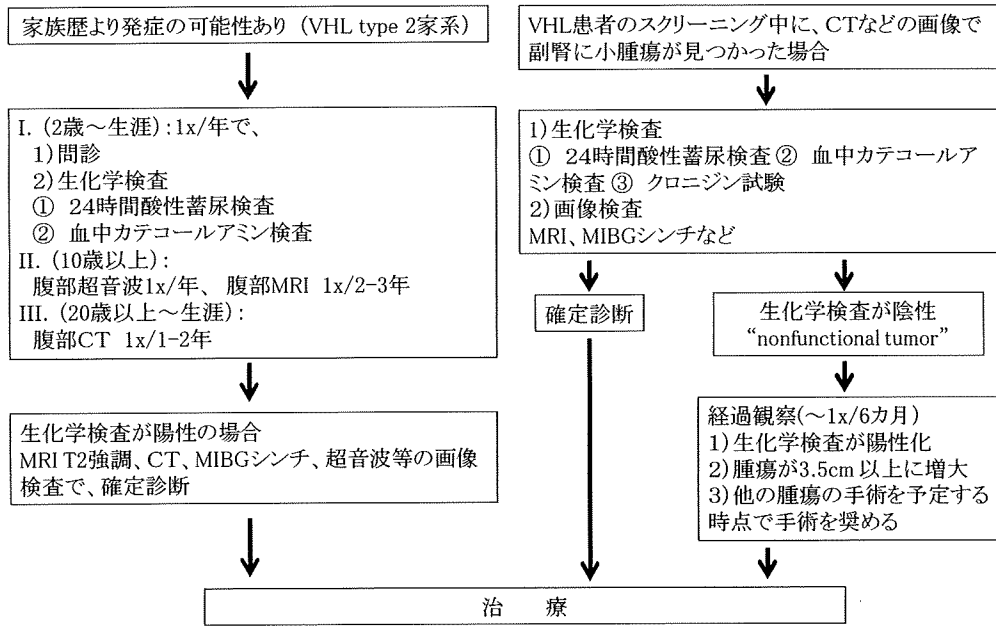 家族歴より発症の可能性あり (VHL type 2家系)
I. (2歳～生涯):1x/年で、
1)問診
2)生化学検査
① 24時間酸性蓄尿検査
② 血中カテコールアミン検査
II. (10歳以上):
腹部超音波1x/年、 腹部MRI 1x/2-3年
III. (20歳以上～生涯):
腹部CT 1x/1-2年
生化学検査が陽性の場合
MRI T2強調、CT、MIBGシンチ、超音波等の画像
検査で、確定診断
VHL患者のスクリーニング中に、CTなどの画像で
副腎に小腫瘍が見つかった場合
1)生化学検査
① 24時間酸性蓄尿検査 ② 血中カテコールア
ミン検査 ③ クロニジン試験
2)画像検査
MRI、MIBGシンチなど
確定診断
生化学検査が陰性
“nonfunctional tumor”
経過観察(～1x/6カ月)
1)生化学検査が陽性化
2)腫瘍が3.5cm 以上に増大
3)他の腫瘍の手術を予定する
時点で手術を奨める
治 療